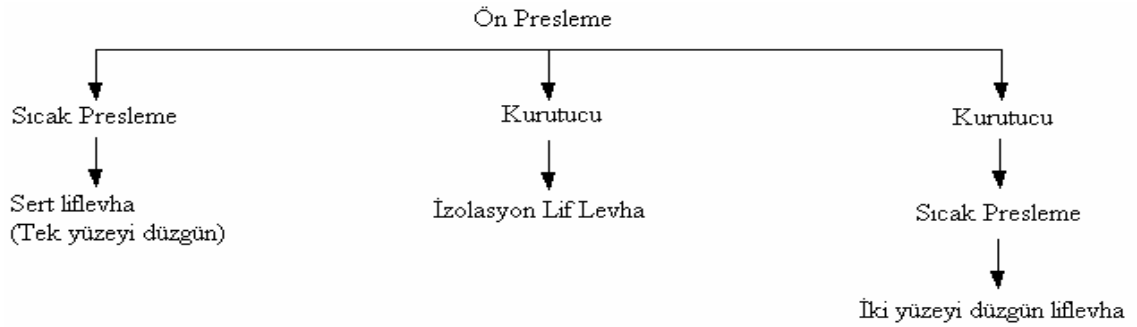 Ön Presleme
Sıcak Presleme
Kurutucu
Kurutucu
Sert liflevha
(Tek yüzeyi düzgün)
İzolasyon Lif Levha
Sıcak Presleme
İki yüzeyi düzgün liflevha